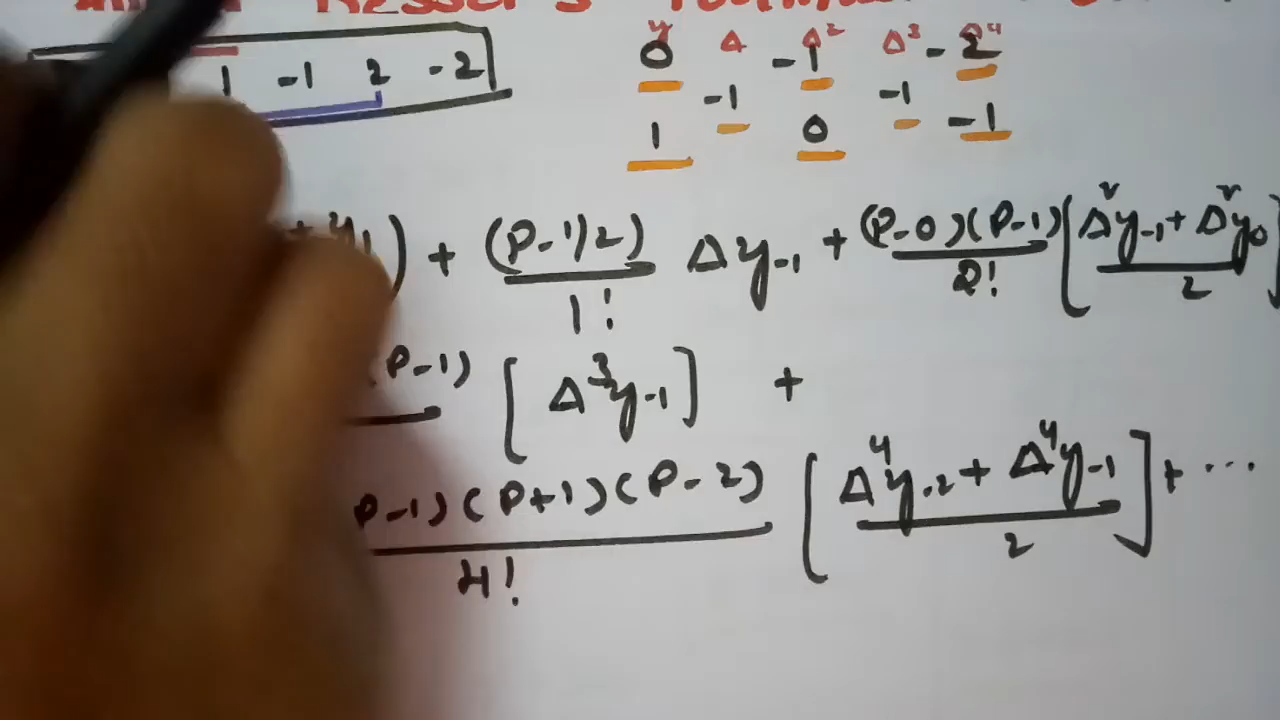 Bessel's
y Δ Δ² Δ³ Δ⁴
0 -1 -2
1 -1 2 -2
-1 -1
1 0 -1
y₁) + (P-1/2)/1! Δy₋₁ + (P-0)(P-1)/2! [Δ²y₋₁ + Δ²y₀/2]
(P-1) [Δ³y₋₁] +
P-1)(P+1)(P-2)/4! [Δ⁴y₋₂ + Δ⁴y₋₁/2] + ...